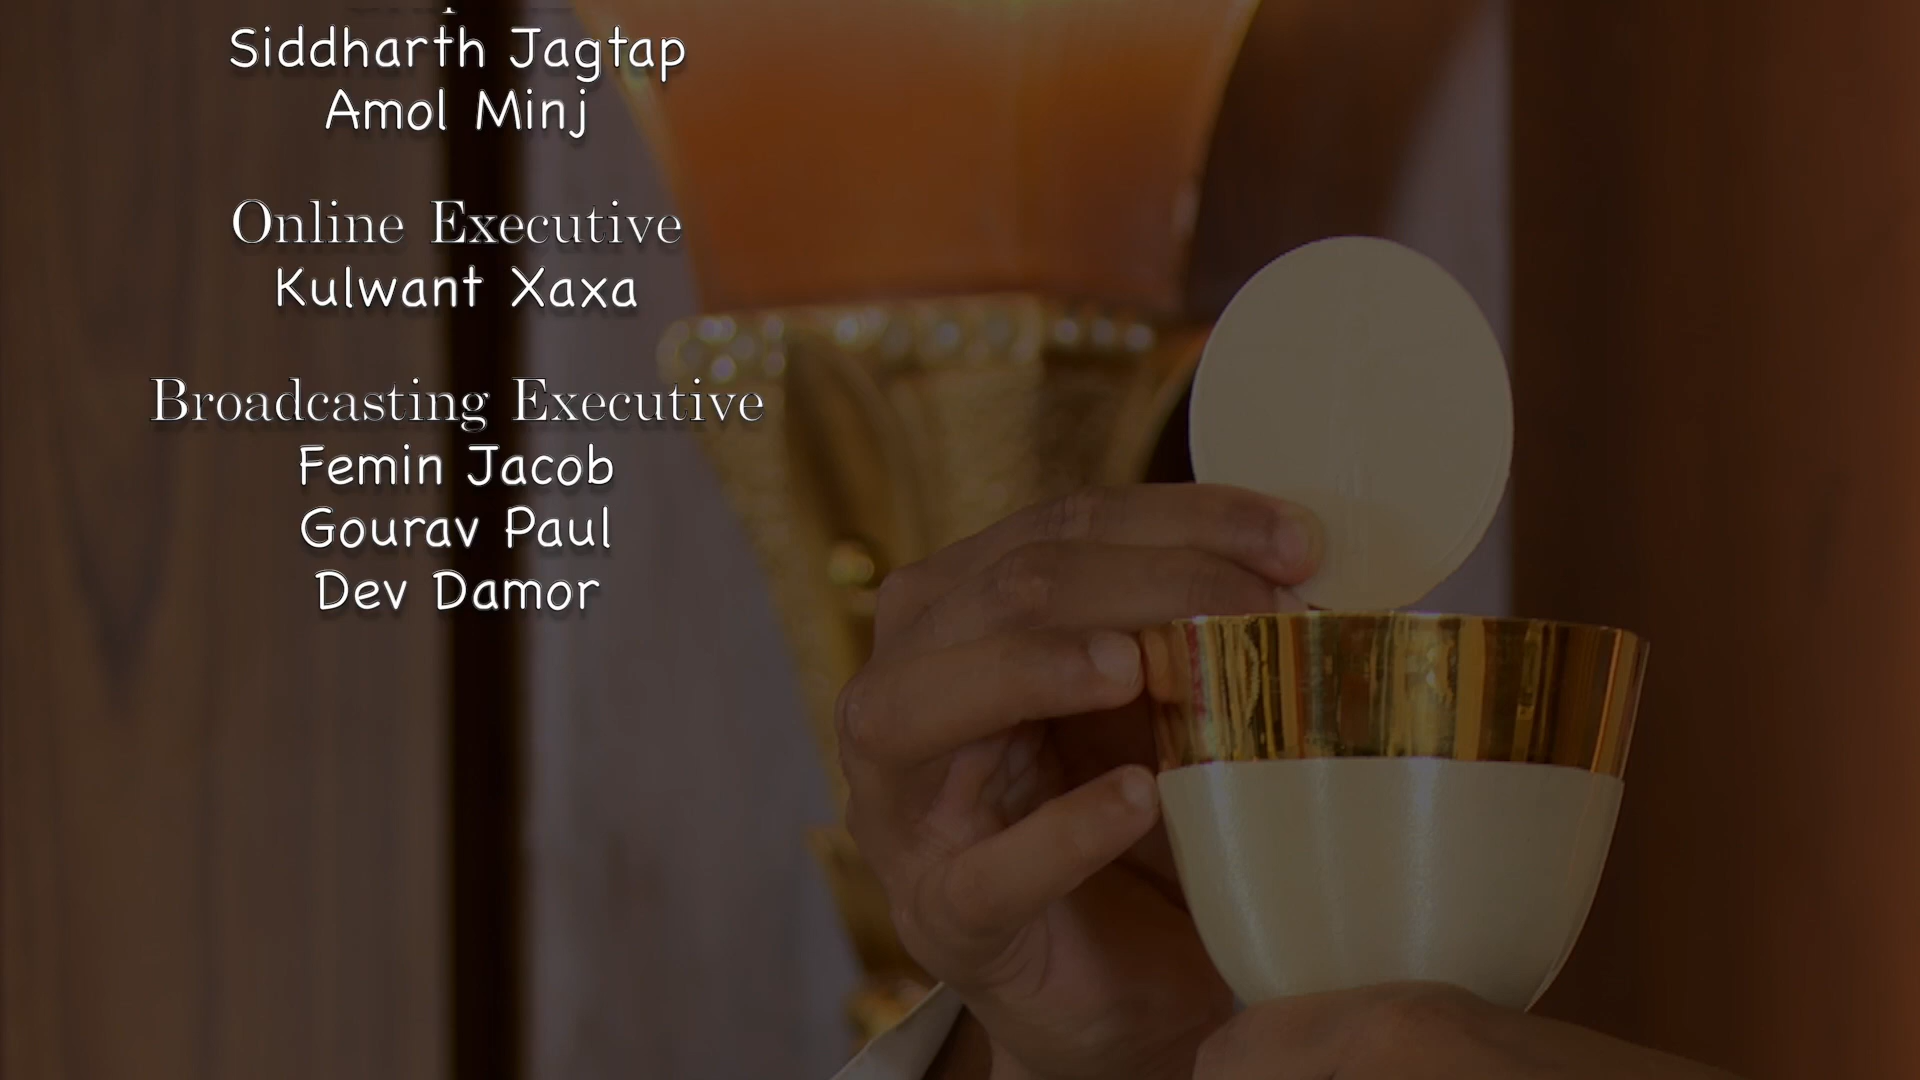 Siddharth Jagtap
Amol Minj
Online Executive
Kulwant Xaxa
Broadcasting Executive
Femin Jacob
Gourav Paul
Dev Damor